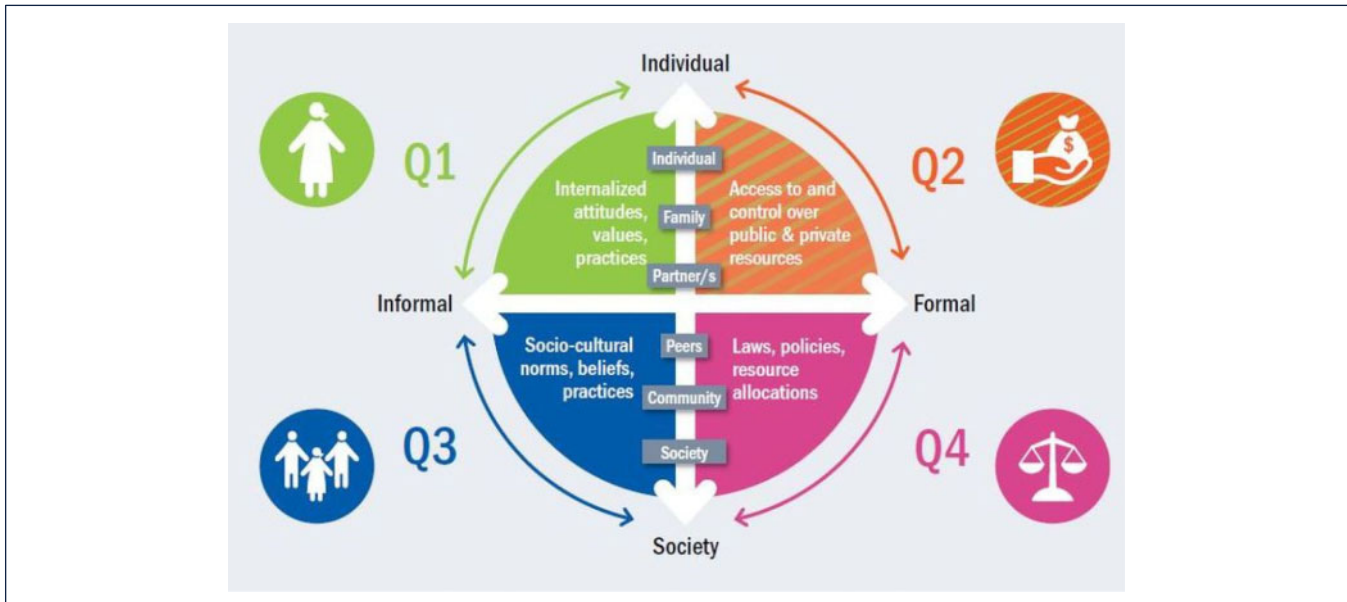 Individual
Q1
Internalized
attitudes,
values,
practices
Individual
Family
Partner/s
Access to and
control over
public & private
resources
Q2
$
Informal
Formal
Q3
Socio-cultural
norms, beliefs,
practices
Peers
Community
Society
Laws, policies,
resource
allocations
Q4
Society